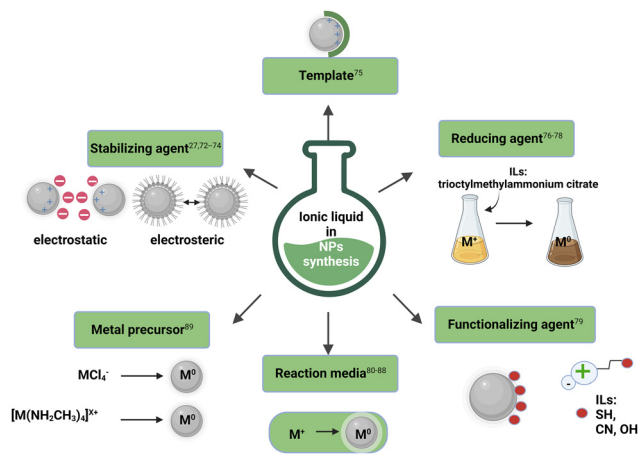 Template75
Stabilizing agent27,72-74
Reducing agent76-78
ILs:
trioctylmethylammonium citrate
M+
M0
electrostatic
electrosteric
Ionic liquid
in
NPs
synthesis
Metal precursor89
MCl4-
M0
[M(NH2CH3)4]X+
M0
Reaction media80-88
M+
M0
Functionalizing agent79
ILs:
SH,
CN, OH